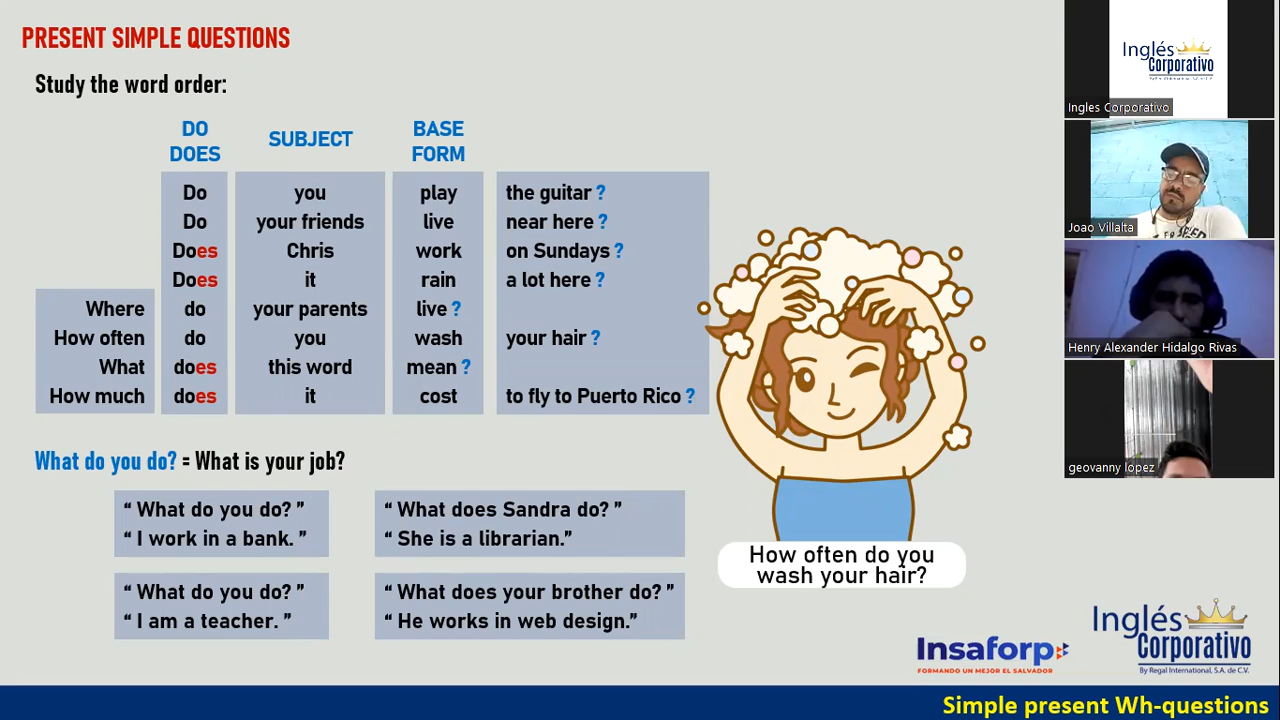 PRESENT SIMPLE QUESTIONS
Study the word order:
DO DOES SUBJECT BASE FORM
Do you play the guitar ?
Do your friends live near here ?
Does Chris work on Sundays ?
Does it rain a lot here ?
Where do your parents live ?
How often do you wash your hair ?
What does this word mean ?
How much does it cost to fly to Puerto Rico ?
What do you do? = What is your job?
“ What do you do? ”
“ I work in a bank. ”
“ What does Sandra do? ”
“ She is a librarian.”
“ What do you do? ”
“ I am a teacher. ”
“ What does your brother do? ”
“ He works in web design.”
How often do you
wash your hair?
Insaforp
FORMANDO UN MEJOR EL SALVADOR
Inglés
Corporativo
By Regal International, S.A. de C.V.
Simple present Wh-questions
Inglés
Corporativo
Ingles Corporativo
Joao Villalta
Henry Alexander Hidalgo Rivas
geovanny lopez